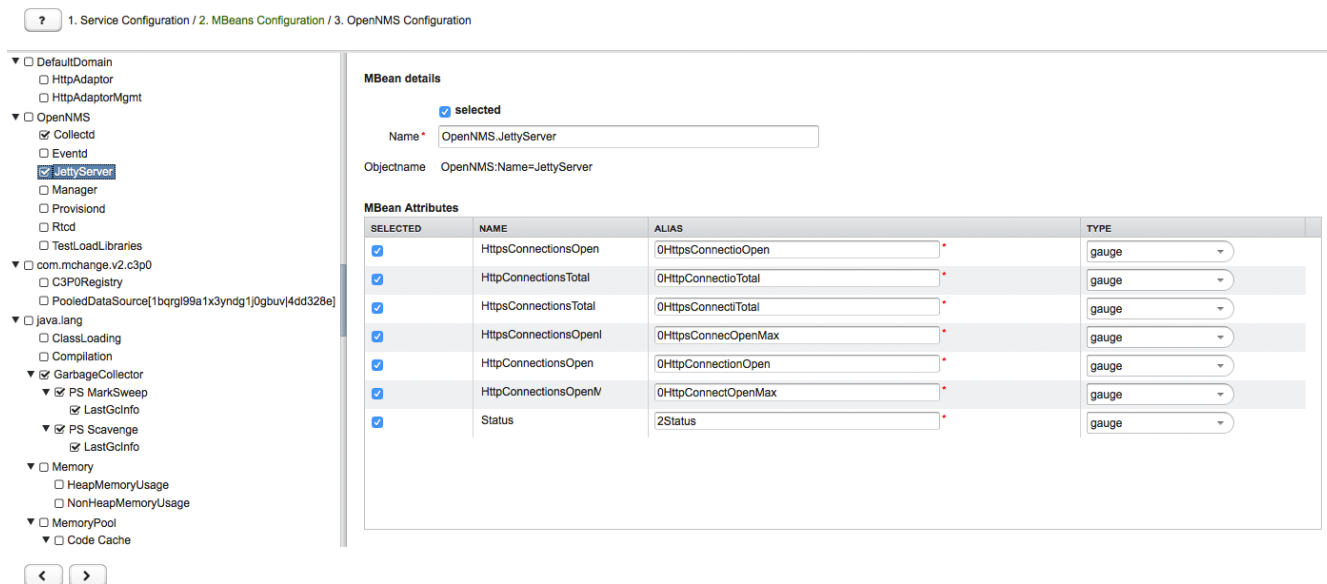 ? 1. Service Configuration / 2. MBeans Configuration / 3. OpenNMS Configuration
DefaultDomain
HttpAdaptor
HttpAdaptorMgmt
OpenNMS
Collectd
Eventd
JettyServer
Manager
Provisiond
Rtcd
TestLoadLibraries
com.mchange.v2.c3p0
C3P0Registry
PooledDataSource[1bqrgl99a1x3yndg1j0gbuv|4dd328e]
java.lang
ClassLoading
Compilation
GarbageCollector
PS MarkSweep
LastGcInfo
PS Scavenge
LastGcInfo
Memory
HeapMemoryUsage
NonHeapMemoryUsage
MemoryPool
Code Cache
MBean details
selected
Name * OpenNMS.JettyServer
Objectname OpenNMS:Name=JettyServer
MBean Attributes
SELECTED NAME ALIAS TYPE
HttpsConnectionsOpen 0HttpsConnectioOpen * gauge
HttpConnectionsTotal 0HttpConnectioTotal * gauge
HttpsConnectionsTotal 0HttpsConnectiTotal * gauge
HttpsConnectionsOpenI 0HttpsConnecOpenMax * gauge
HttpConnectionsOpen 0HttpConnectionOpen * gauge
HttpConnectionsOpenM 0HttpConnectOpenMax * gauge
Status 2Status * gauge